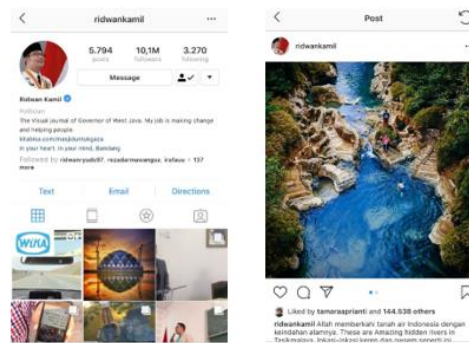 ridwankamil
5.794 10,1M 3.270
posts followers following
Message
Ridwan Kamil
Politician
The Visual Journal of Governor of West Java. My job is making change
and helping people.
in your heart, in your mind, Bandung
Followed by
more
Text Email Directions
WIKA
Post
ridwankamil
Liked by tamaraaprianti and 144.538 others
ridwankamil Allah memberkahi tanah air Indonesia dengan
keindahan alamnya. These are Amazing hidden rivers in